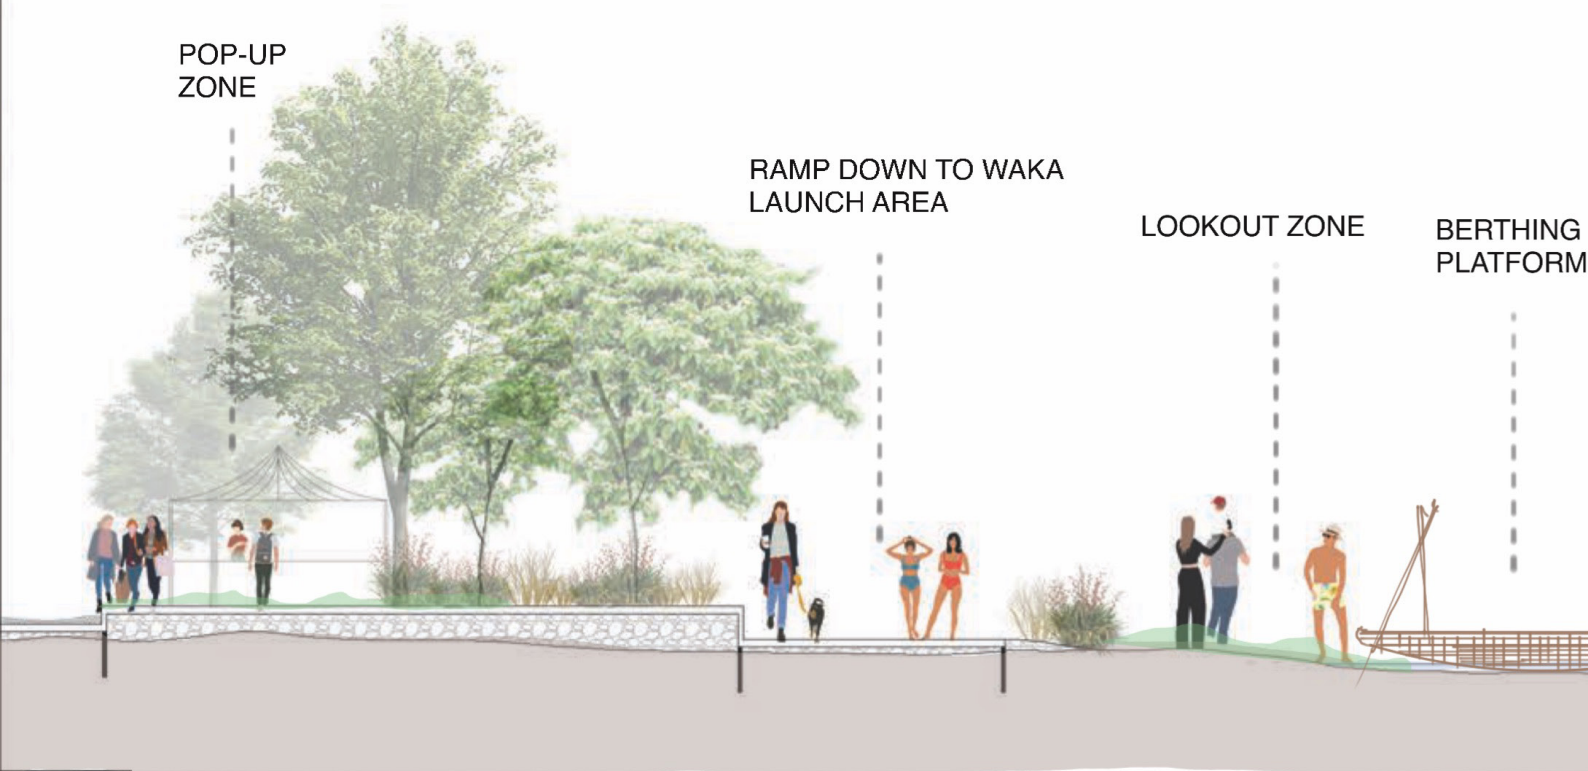 POP-UP
ZONE
RAMP DOWN TO WAKA
LAUNCH AREA
LOOKOUT ZONE
BERTHING
PLATFORM